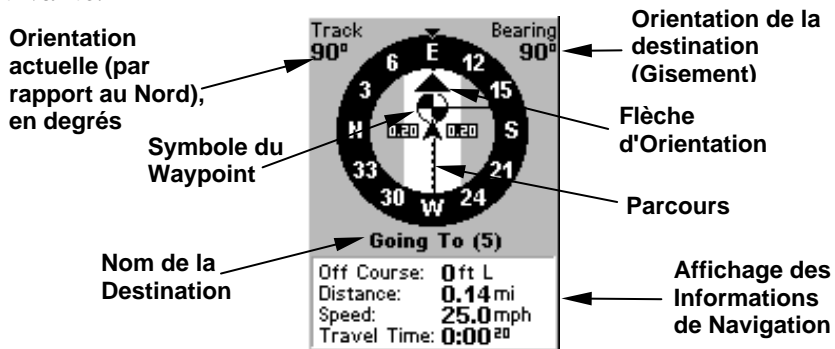 Orientation
actuelle (par
rapport au Nord),
en degrés
Track
90°
Bearing
90°
Orientation de la
destination
(Gisement)
Symbole du
Waypoint
Flèche
d'Orientation
Parcours
E
12
15
S
21
24
W
30
33
N
3
6
0.20
0.20
Going To (5)
Nom de la
Destination
Off Course: 0 ft L
Distance: 0.14 mi
Speed: 25.0 mph
Travel Time: 0:00 20
Affichage des
Informations
de Navigation